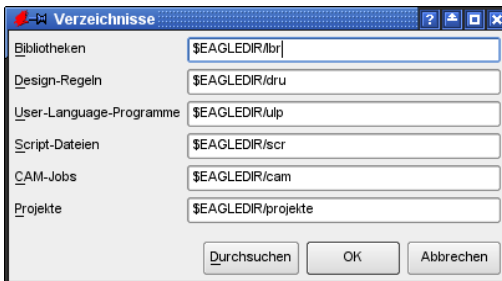 Verzeichnisse
Bibliotheken $EAGLEDIR/lbr
Design-Regeln $EAGLEDIR/dru
User-Language-Programme $EAGLEDIR/ulp
Script-Dateien $EAGLEDIR/scr
CAM-Jobs $EAGLEDIR/cam
Projekte $EAGLEDIR/projekte
Durchsuchen OK Abbrechen